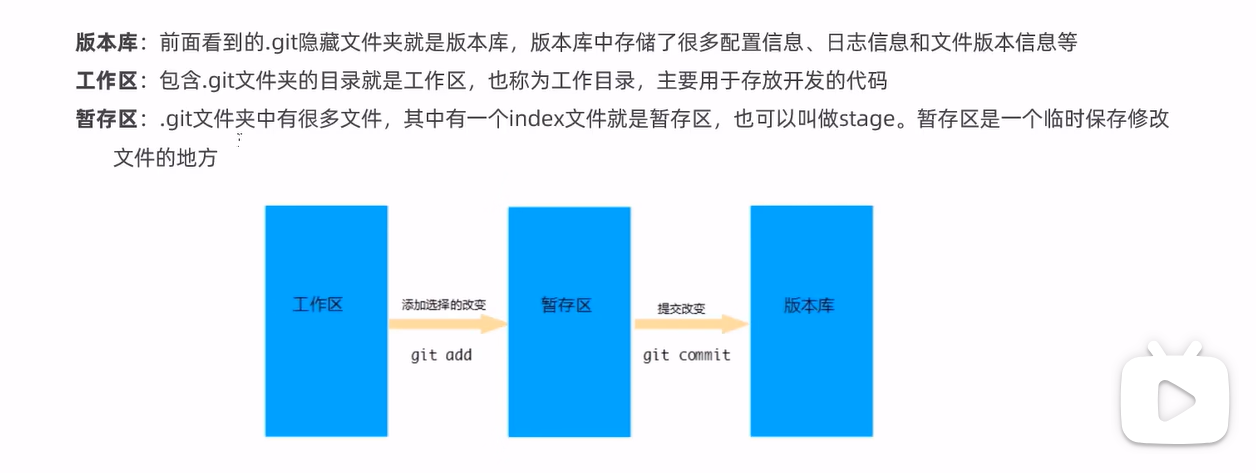 版本库：前面看到的.git隐藏文件夹就是版本库，版本库中存储了很多配置信息、日志信息和文件版本信息等
工作区：包含.git文件夹的目录就是工作区，也称为工作目录，主要用于存放开发的代码
暂存区：.git文件夹中有很多文件，其中有一个index文件就是暂存区，也可以叫做stage。暂存区是一个临时保存修改
文件的地方
工作区
添加选择的改变
git add
暂存区
提交改变
git commit
版本库